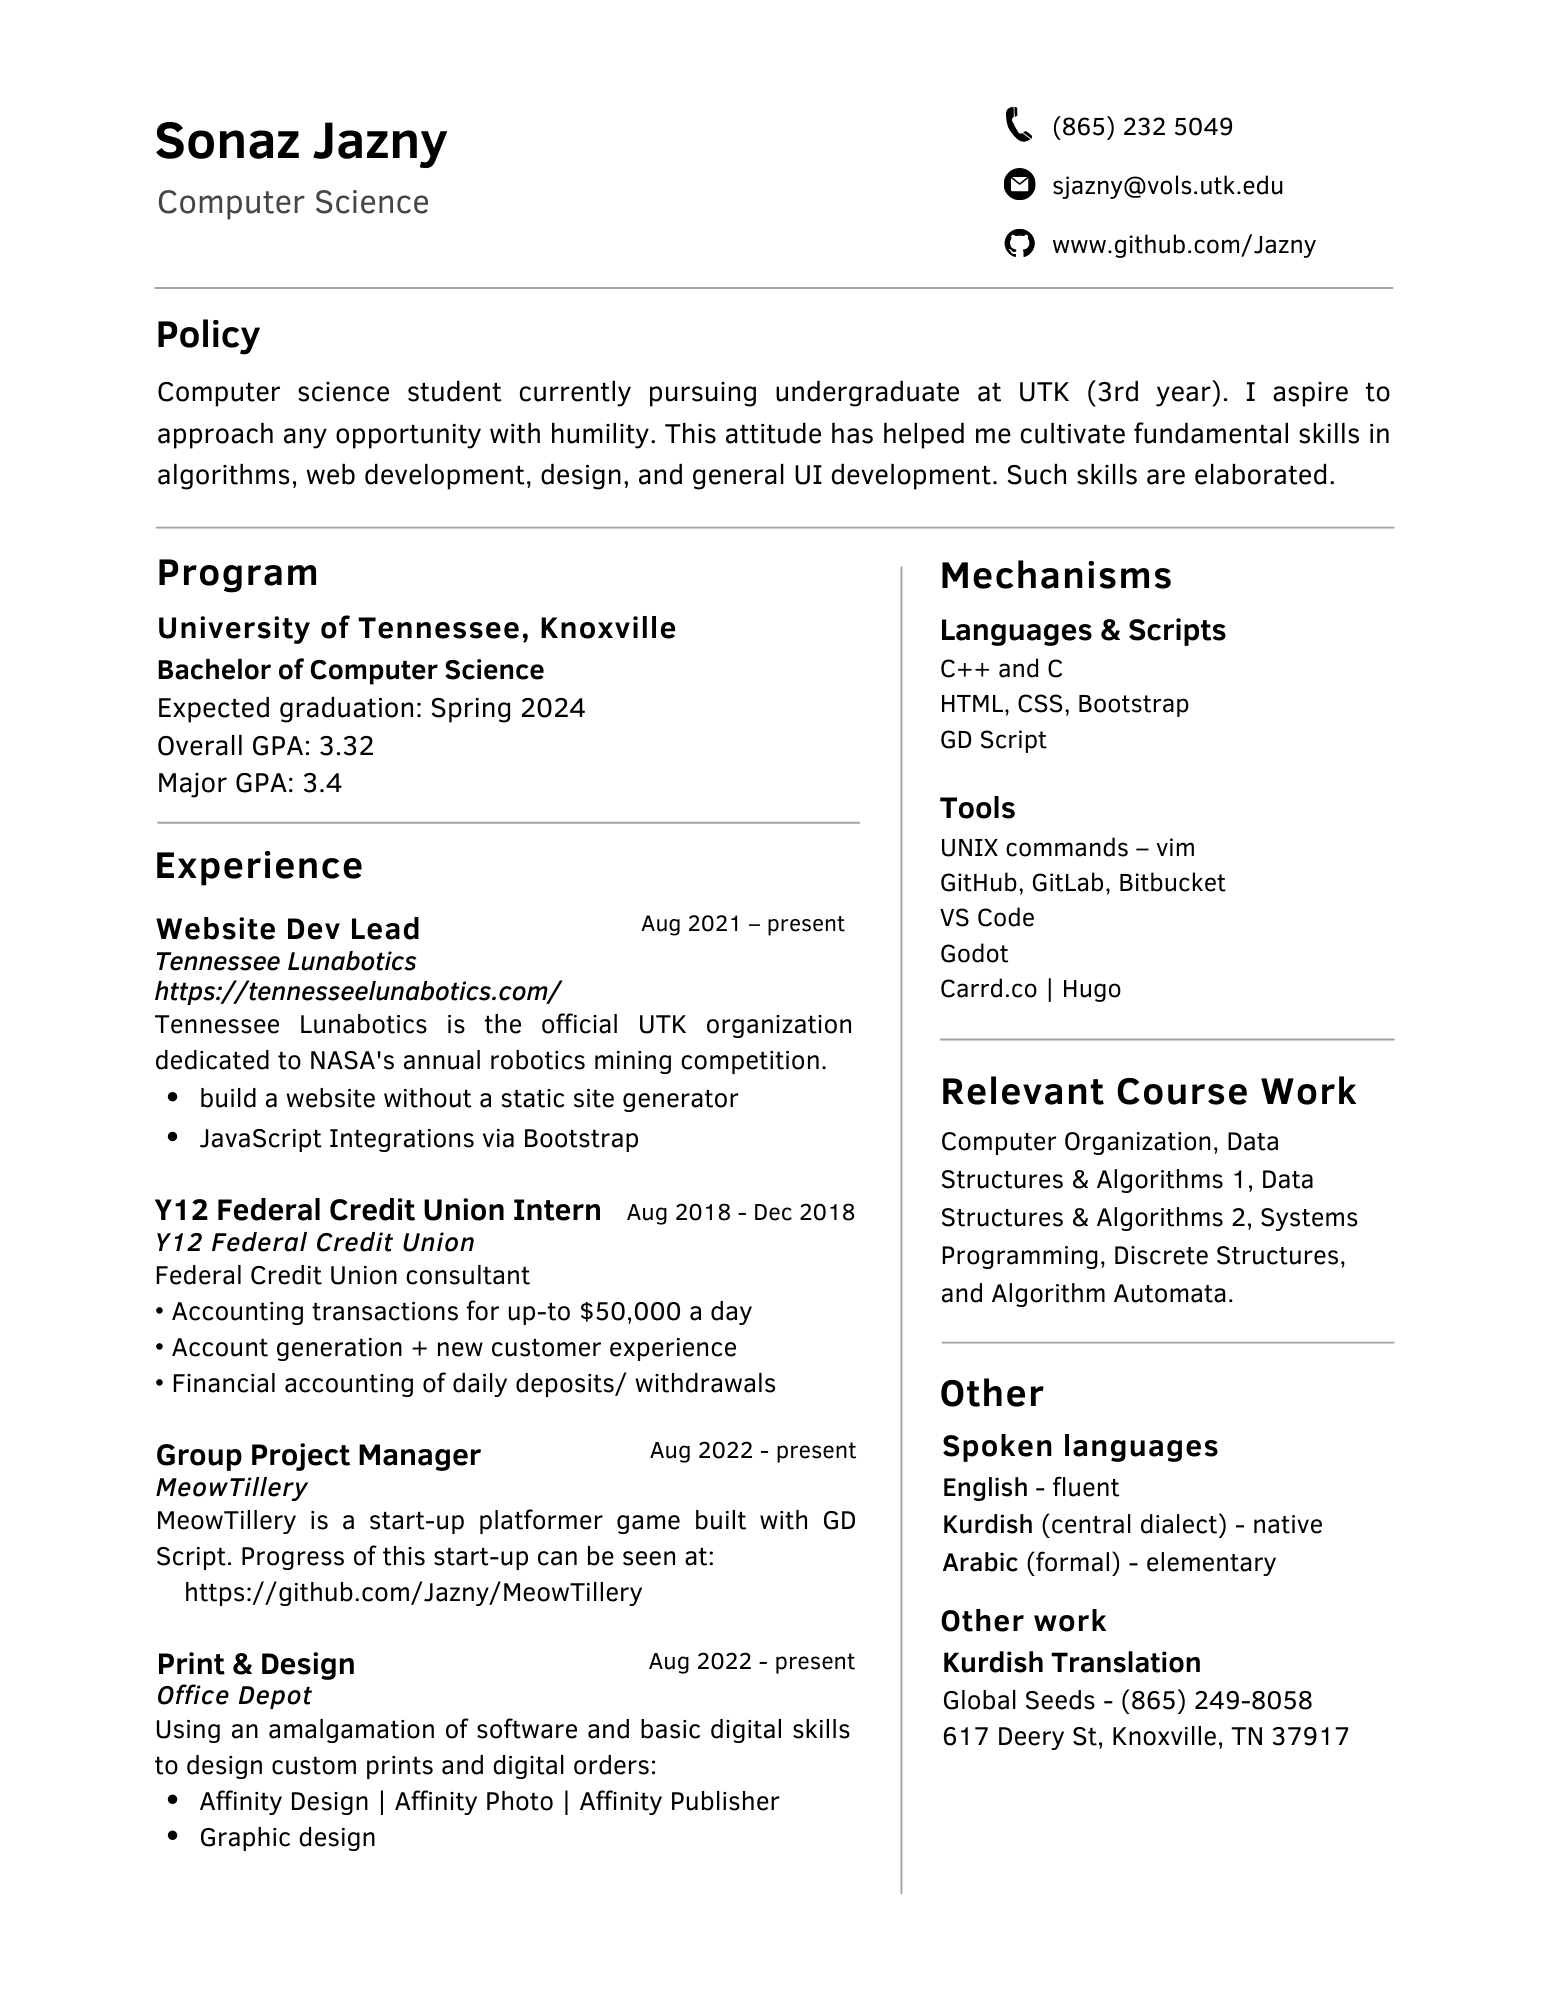 Sonaz Jazny
Computer Science
(865) 232 5049
sjazny@vols.utk.edu
www.github.com/Jazny
Policy
Computer science student currently pursuing undergraduate at UTK (3rd year). I aspire to
approach any opportunity with humility. This attitude has helped me cultivate fundamental skills in
algorithms, web development, design, and general UI development. Such skills are elaborated.
Program
University of Tennessee, Knoxville
Bachelor of Computer Science
Expected graduation: Spring 2024
Overall GPA: 3.32
Major GPA: 3.4
Experience
Website Dev Lead Aug 2021 – present
Tennessee Lunabotics
https://tennesseelunabotics.com/
Tennessee Lunabotics is the official UTK organization
dedicated to NASA's annual robotics mining competition.
• build a website without a static site generator
• JavaScript Integrations via Bootstrap
Y12 Federal Credit Union Intern Aug 2018 - Dec 2018
Y12 Federal Credit Union
Federal Credit Union consultant
• Accounting transactions for up-to $50,000 a day
• Account generation + new customer experience
• Financial accounting of daily deposits/ withdrawals
Group Project Manager Aug 2022 - present
MeowTillery
MeowTillery is a start-up platformer game built with GD
Script. Progress of this start-up can be seen at:
https://github.com/Jazny/MeowTillery
Print & Design Aug 2022 - present
Office Depot
Using an amalgamation of software and basic digital skills
to design custom prints and digital orders:
• Affinity Design | Affinity Photo | Affinity Publisher
• Graphic design
Mechanisms
Languages & Scripts
C++ and C
HTML, CSS, Bootstrap
GD Script
Tools
UNIX commands – vim
GitHub, GitLab, Bitbucket
VS Code
Godot
Carrd.co | Hugo
Relevant Course Work
Computer Organization, Data
Structures & Algorithms 1, Data
Structures & Algorithms 2, Systems
Programming, Discrete Structures,
and Algorithm Automata.
Other
Spoken languages
English - fluent
Kurdish (central dialect) - native
Arabic (formal) - elementary
Other work
Kurdish Translation
Global Seeds - (865) 249-8058
617 Deery St, Knoxville, TN 37917